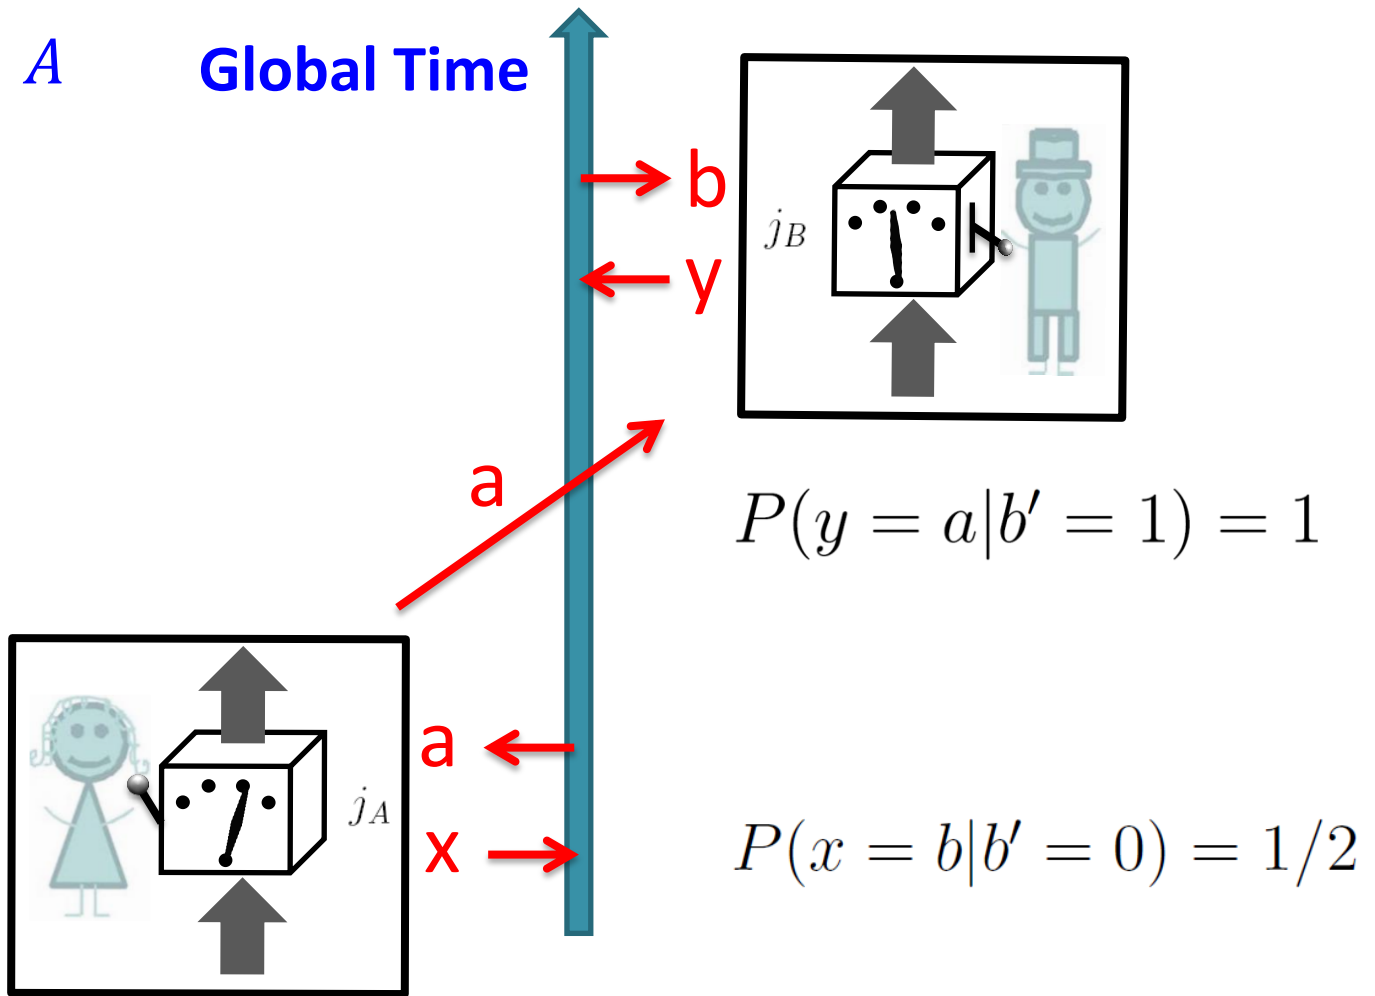 A
Global Time
b
j_B
y
a
P(y = a|b′ = 1) = 1
a
j_A
x
P(x = b|b′ = 0) = 1/2